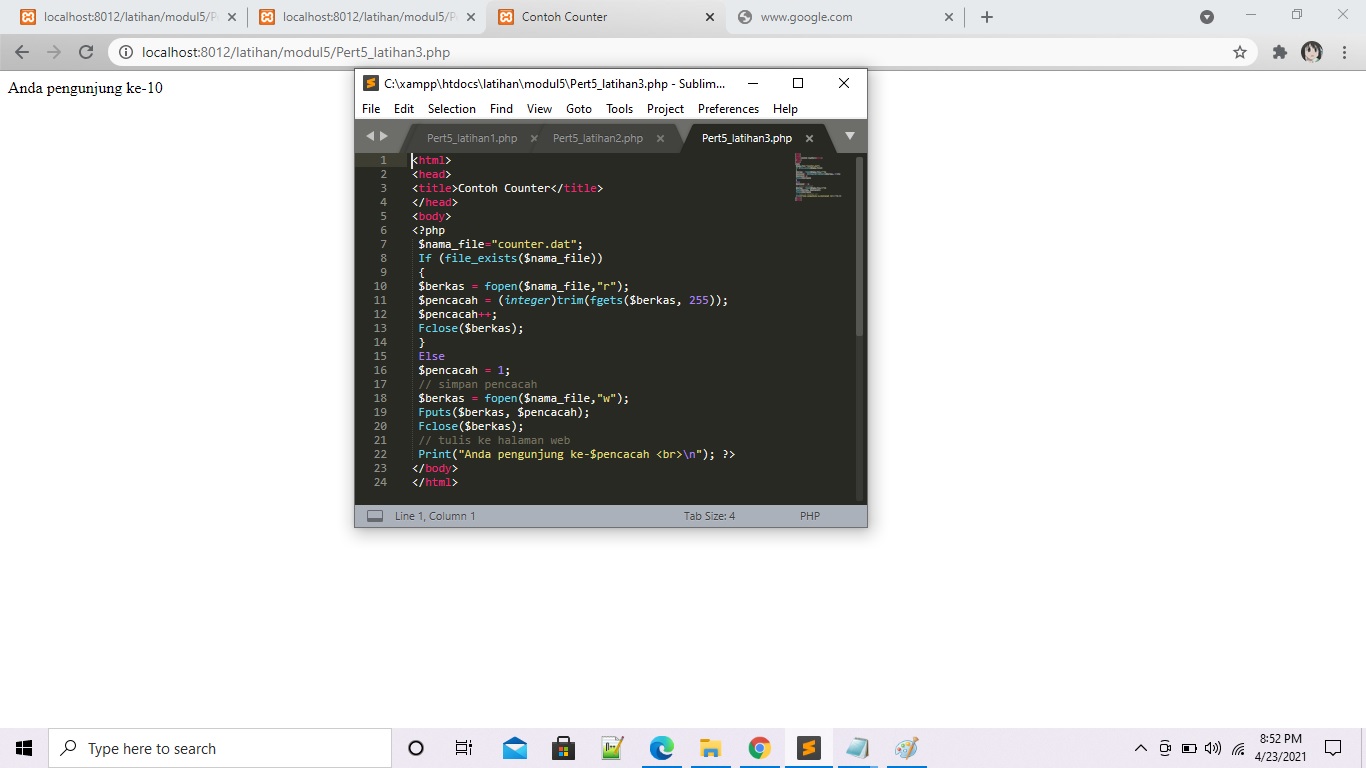 localhost:8012/latihan/modul5/P
localhost:8012/latihan/modul5/P
Contoh Counter
www.google.com
localhost:8012/latihan/modul5/Pert5_latihan3.php
Anda pengunjung ke-10
C:\xampp\htdocs\latihan\modul5\Pert5_latihan3.php - Sublim...
File Edit Selection Find View Goto Tools Project Preferences Help
Pert5_latihan1.php Pert5_latihan2.php Pert5_latihan3.php
1 <html>
2 <head>
3 <title>Contoh Counter</title>
4 </head>
5 <body>
6 <?php
7 $nama_file="counter.dat";
8 If (file_exists($nama_file))
9 {
10 $berkas = fopen($nama_file,"r");
11 $pencacah = (integer)trim(fgets($berkas, 255));
12 $pencacah++;
13 Fclose($berkas);
14 }
15 Else
16 $pencacah = 1;
17 // simpan pencacah
18 $berkas = fopen($nama_file,"w");
19 Fputs($berkas, $pencacah);
20 Fclose($berkas);
21 // tulis ke halaman web
22 Print("Anda pengunjung ke-$pencacah <br>\n"); ?>
23 </body>
24 </html>
Line 1, Column 1 Tab Size: 4 PHP
Type here to search
8:52 PM
4/23/2021